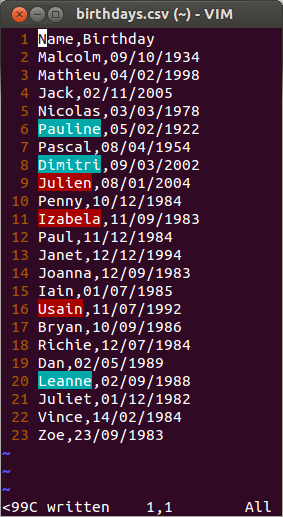 birthdays.csv (~) - VIM
1 Name,Birthday
2 Malcolm,09/10/1934
3 Mathieu,04/02/1998
4 Jack,02/11/2005
5 Nicolas,03/03/1978
6 Pauline,05/02/1922
7 Pascal,08/04/1954
8 Dimitri,09/03/2002
9 Julien,08/01/2004
10 Penny,10/12/1984
11 Izabela,11/09/1983
12 Paul,11/12/1984
13 Janet,12/12/1994
14 Joanna,12/09/1983
15 Iain,01/07/1985
16 Usain,11/07/1992
17 Bryan,10/09/1986
18 Richie,12/07/1984
19 Dan,02/05/1989
20 Leanne,02/09/1988
21 Juliet,01/12/1982
22 Vince,14/02/1984
23 Zoe,23/09/1983
~
~
~
<99C written 1,1 All